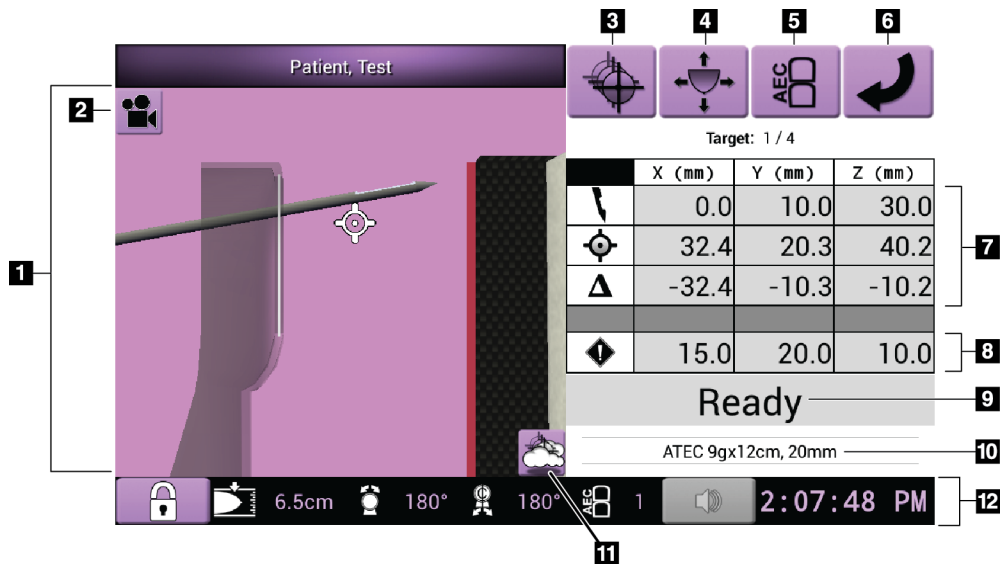 3 4 5 6
Patient, Test
AEC
1
2
Target: 1 / 4
X (mm) Y (mm) Z (mm)
0.0 10.0 30.0
32.4 20.3 40.2
Δ -32.4 -10.3 -10.2
7
! 15.0 20.0 10.0
8
Ready
9
ATEC 9gx12cm, 20mm
10
6.5cm 180° C 180° AEC 1 2:07:48 PM
12
11